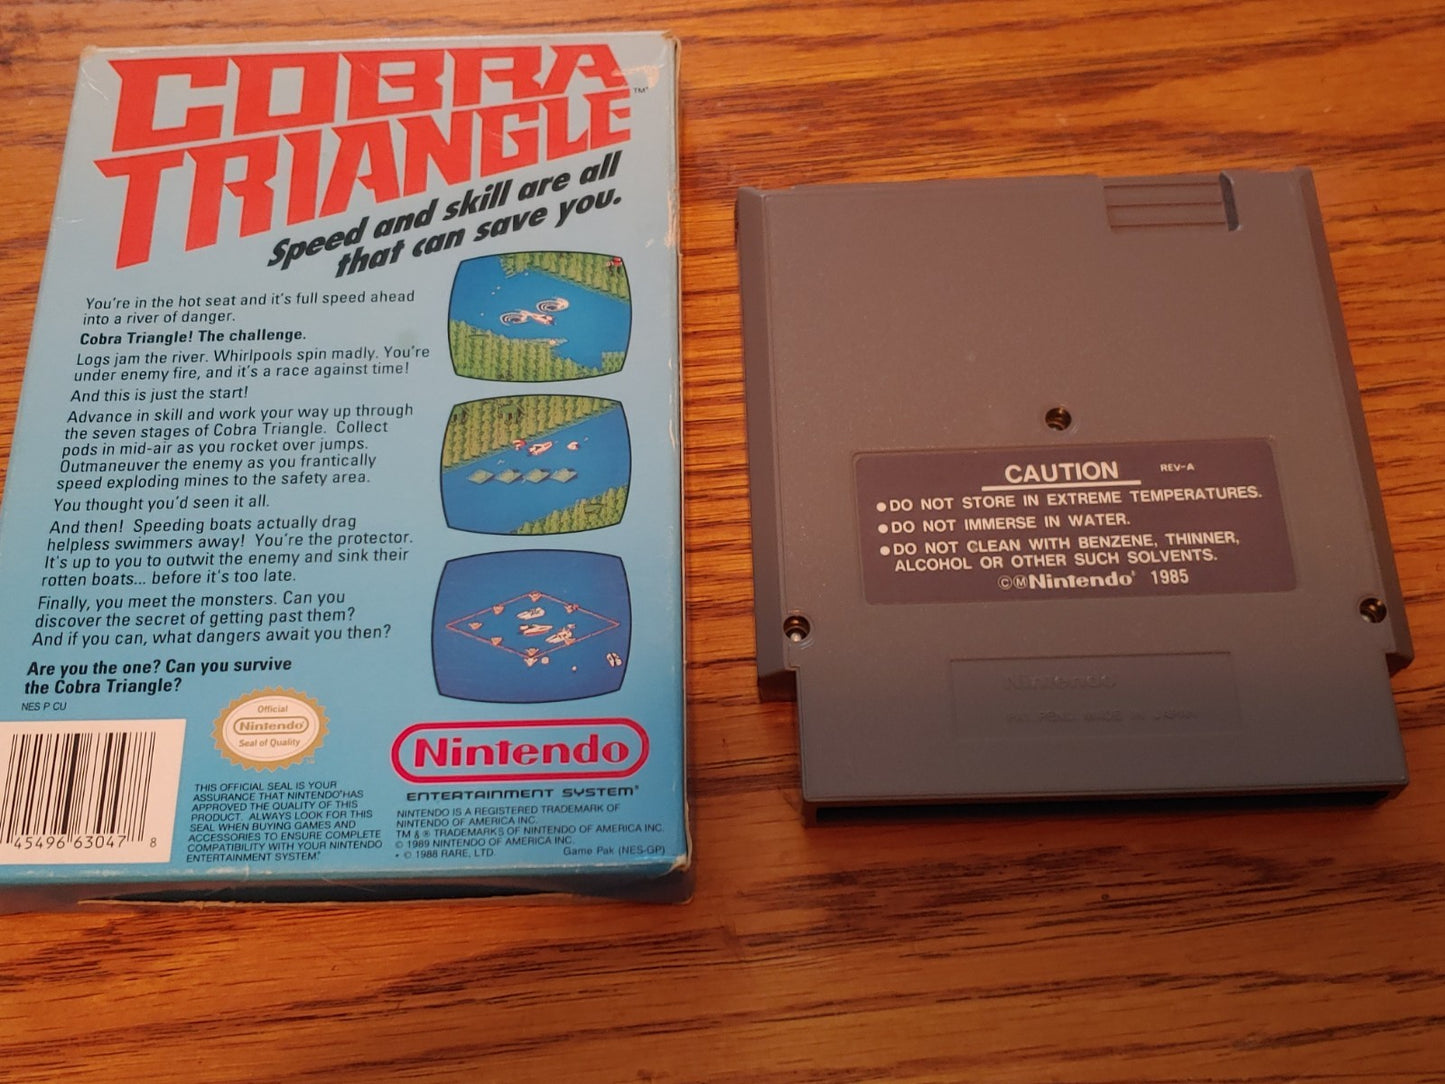 COBRA
TRIANGLE™
Speed and skill are all
that can save you.
You're in the hot seat and it's full speed ahead
into a river of danger.
Cobra Triangle! The challenge.
Logs jam the river. Whirlpools spin madly. You're
under enemy fire, and it's a race against time!
And this is just the start!
Advance in skill and work your way up through
the seven stages of Cobra Triangle. Collect
pods in mid-air as you rocket over jumps.
Outmaneuver the enemy as you frantically
speed exploding mines to the safety area.
You thought you'd seen it all.
And then! Speeding boats actually drag
helpless swimmers away! You're the protector.
It's up to you to outwit the enemy and sink their
rotten boats... before it's too late.
Finally, you meet the monsters. Can you
discover the secret of getting past them?
And if you can, what dangers await you then?
Are you the one? Can you survive
the Cobra Triangle?
NES P CU
Official
Nintendo®
Seal of Quality
™
THIS OFFICIAL SEAL IS YOUR
ASSURANCE THAT NINTENDO® HAS
APPROVED THE QUALITY OF THIS
PRODUCT. ALWAYS LOOK FOR THIS
SEAL WHEN BUYING GAMES AND
ACCESSORIES TO ENSURE COMPLETE
COMPATIBILITY WITH YOUR NINTENDO
ENTERTAINMENT SYSTEM.®
45496 63047 8
Nintendo
ENTERTAINMENT SYSTEM®
NINTENDO IS A REGISTERED TRADEMARK OF
NINTENDO OF AMERICA INC.
TM & ® TRADEMARKS OF NINTENDO OF AMERICA INC.
© 1989 NINTENDO OF AMERICA INC.
• © 1988 RARE, LTD.
Game Pak (NES-GP)
CAUTION REV-A
●DO NOT STORE IN EXTREME TEMPERATURES.
●DO NOT IMMERSE IN WATER.
●DO NOT CLEAN WITH BENZENE, THINNER,
ALCOHOL OR OTHER SUCH SOLVENTS.
ⒸⓂNintendo® 1985
Nintendo
PAT. PEND. MADE IN JAPAN